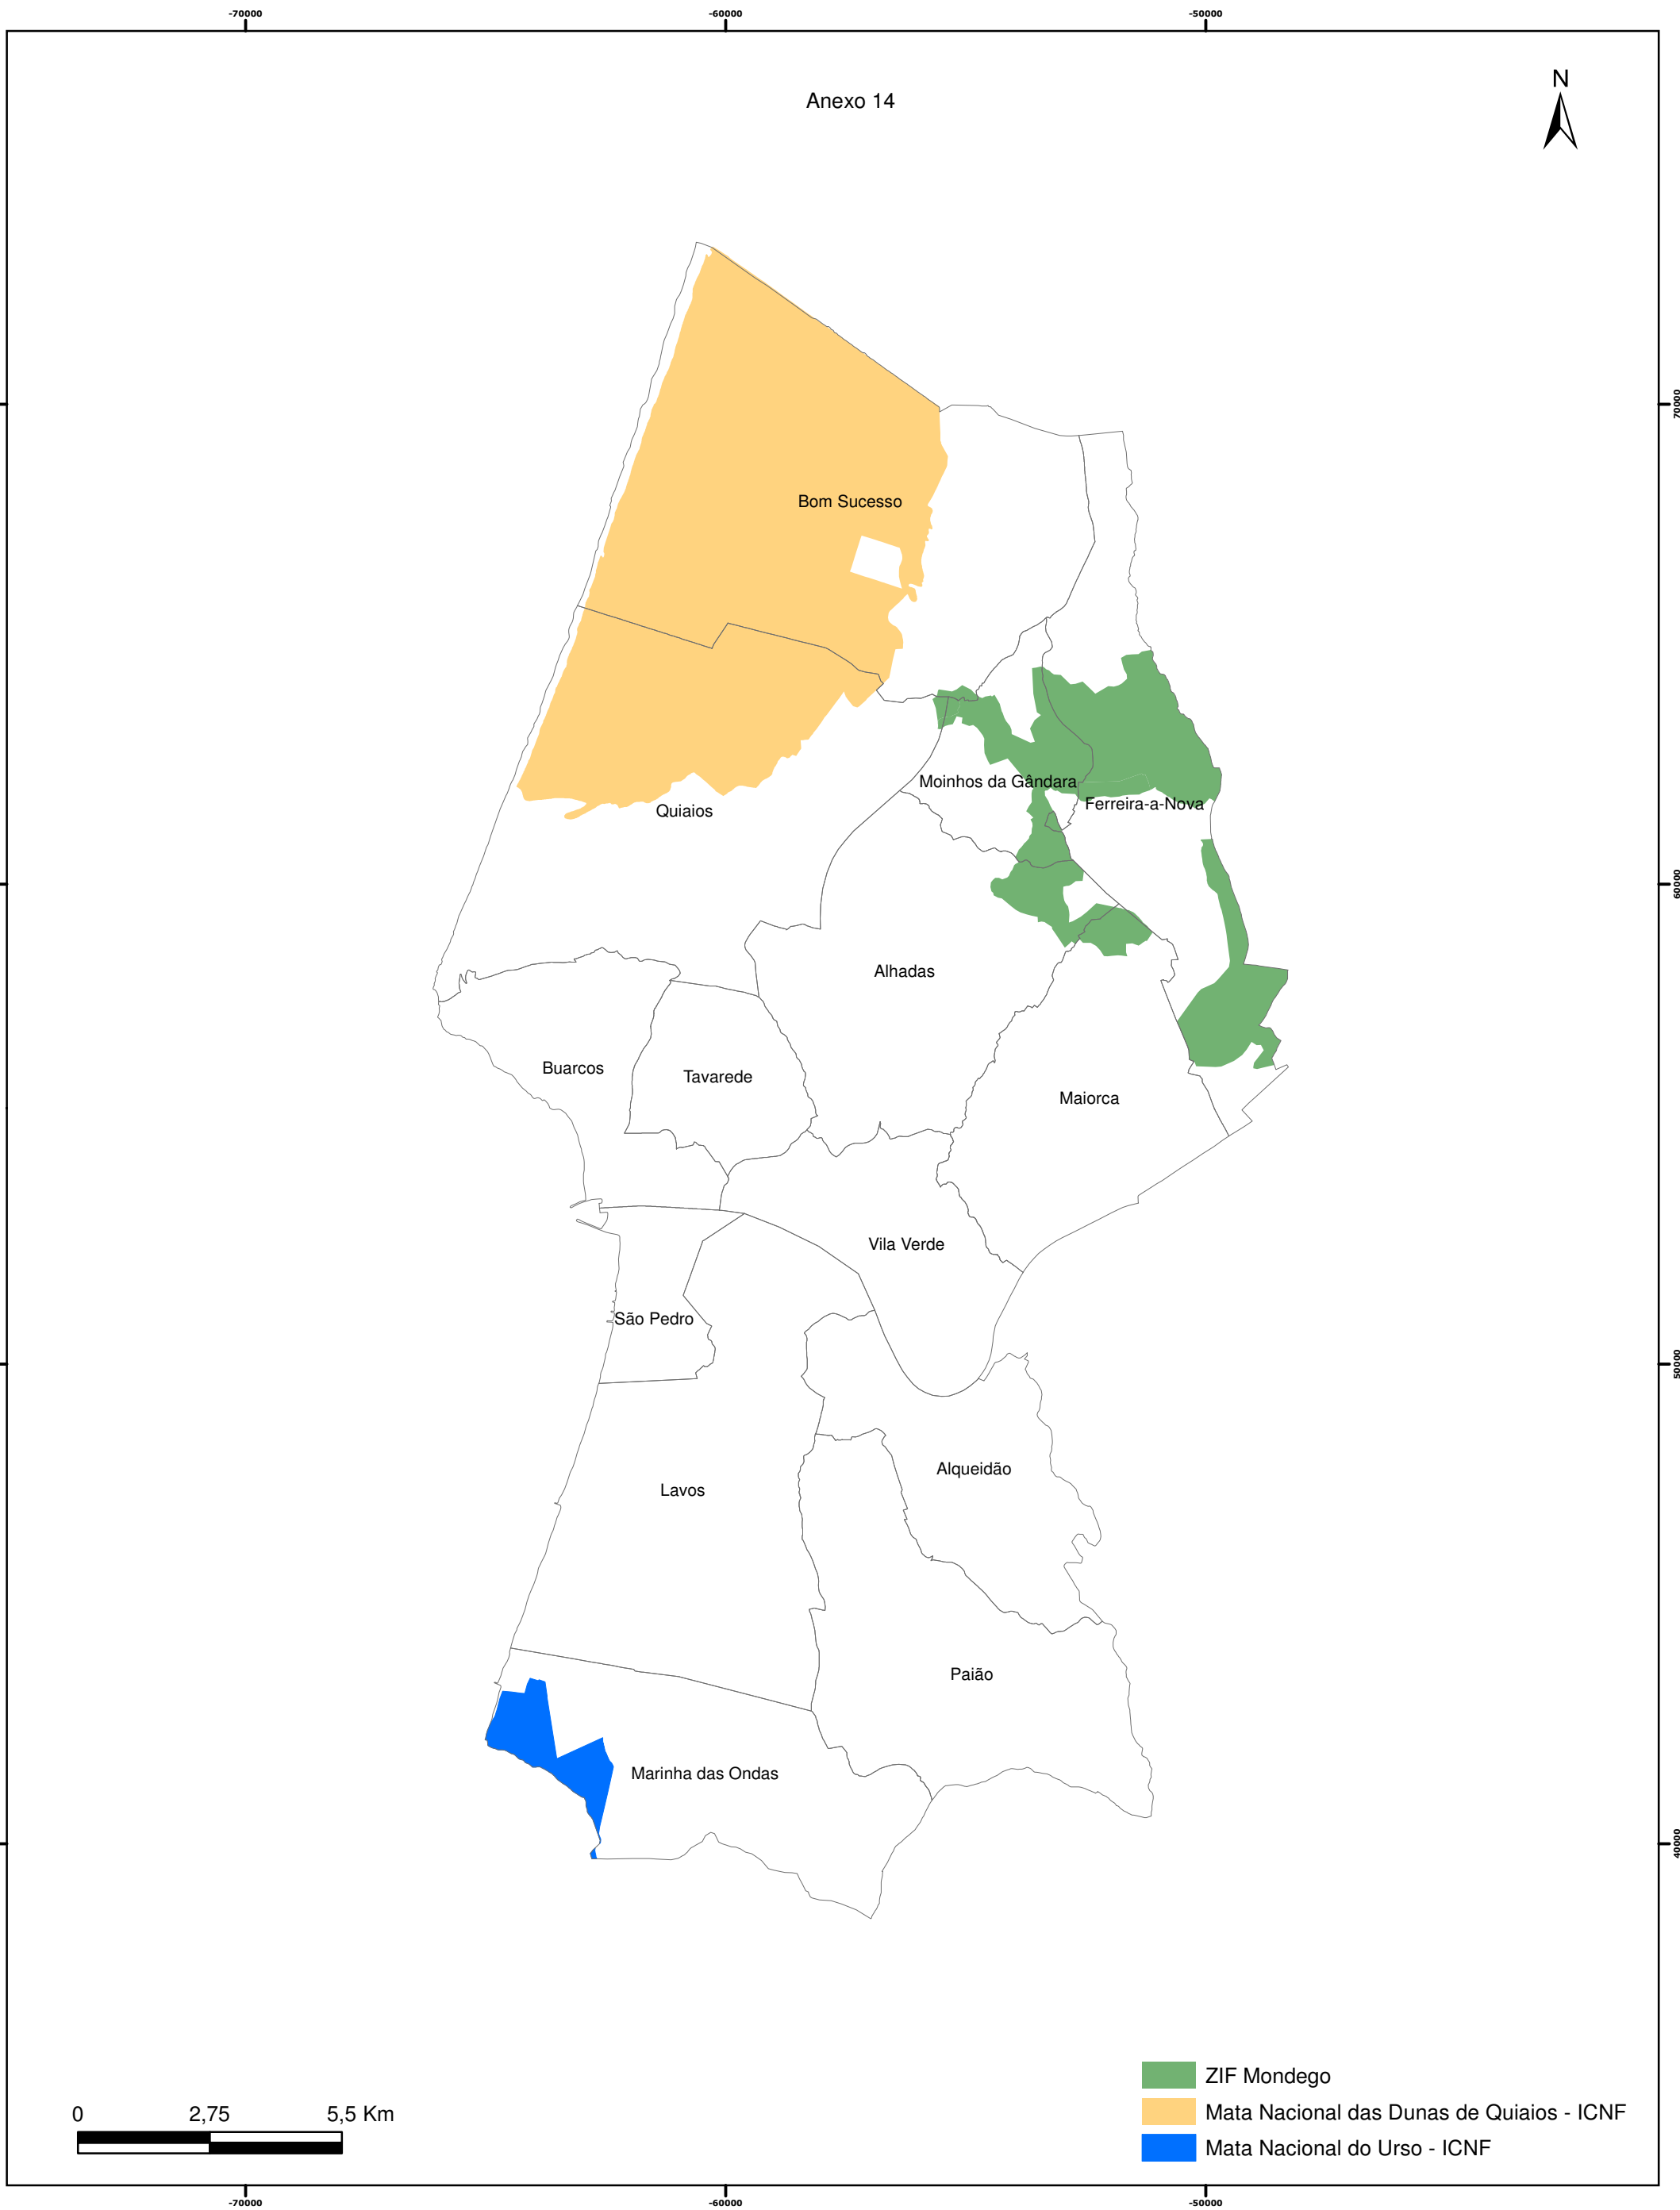 -70000
-60000
-50000
N
Anexo 14
70000
Bom Sucesso
Moinhos da Gândara
Ferreira-a-Nova
Quiaios
60000
Alhadas
Buarcos
Tavarede
Maiorca
Vila Verde
São Pedro
50000
Alqueidão
Lavos
Paião
Marinha das Ondas
40000
ZIF Mondego
Mata Nacional das Dunas de Quiaios - ICNF
Mata Nacional do Urso - ICNF
0 2,75 5,5 Km
-70000
-60000
-50000